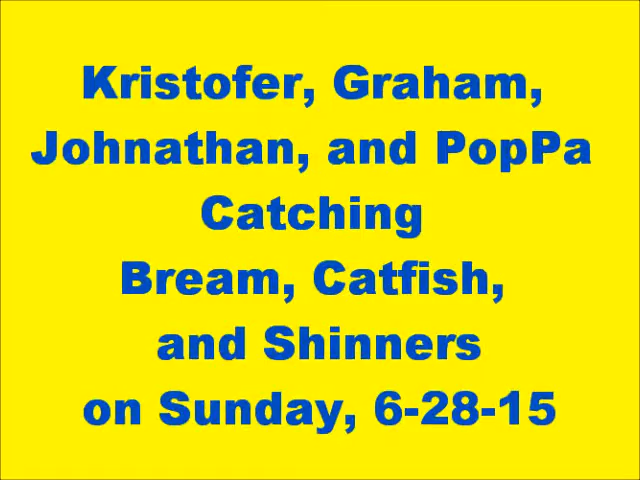 Kristofer, Graham,
Johnathan, and PopPa
Catching
Bream, Catfish,
and Shinners
on Sunday, 6-28-15